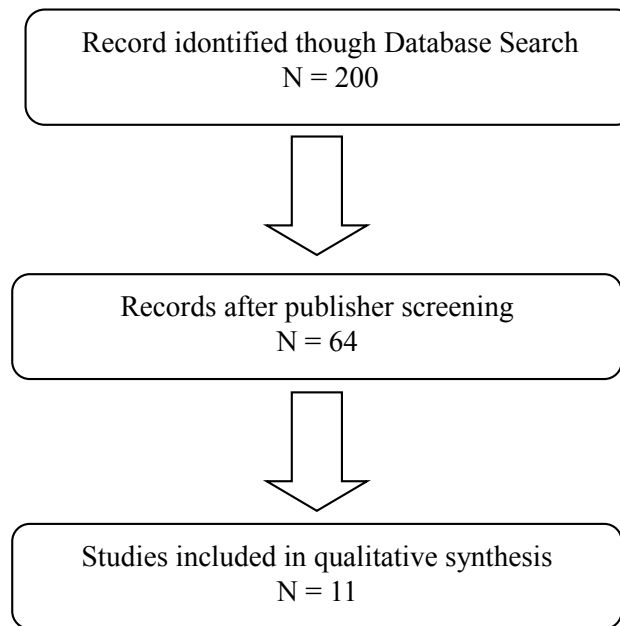 Record idontified though Database Search
N = 200
Records after publisher screening
N = 64
Studies included in qualitative synthesis
N = 11